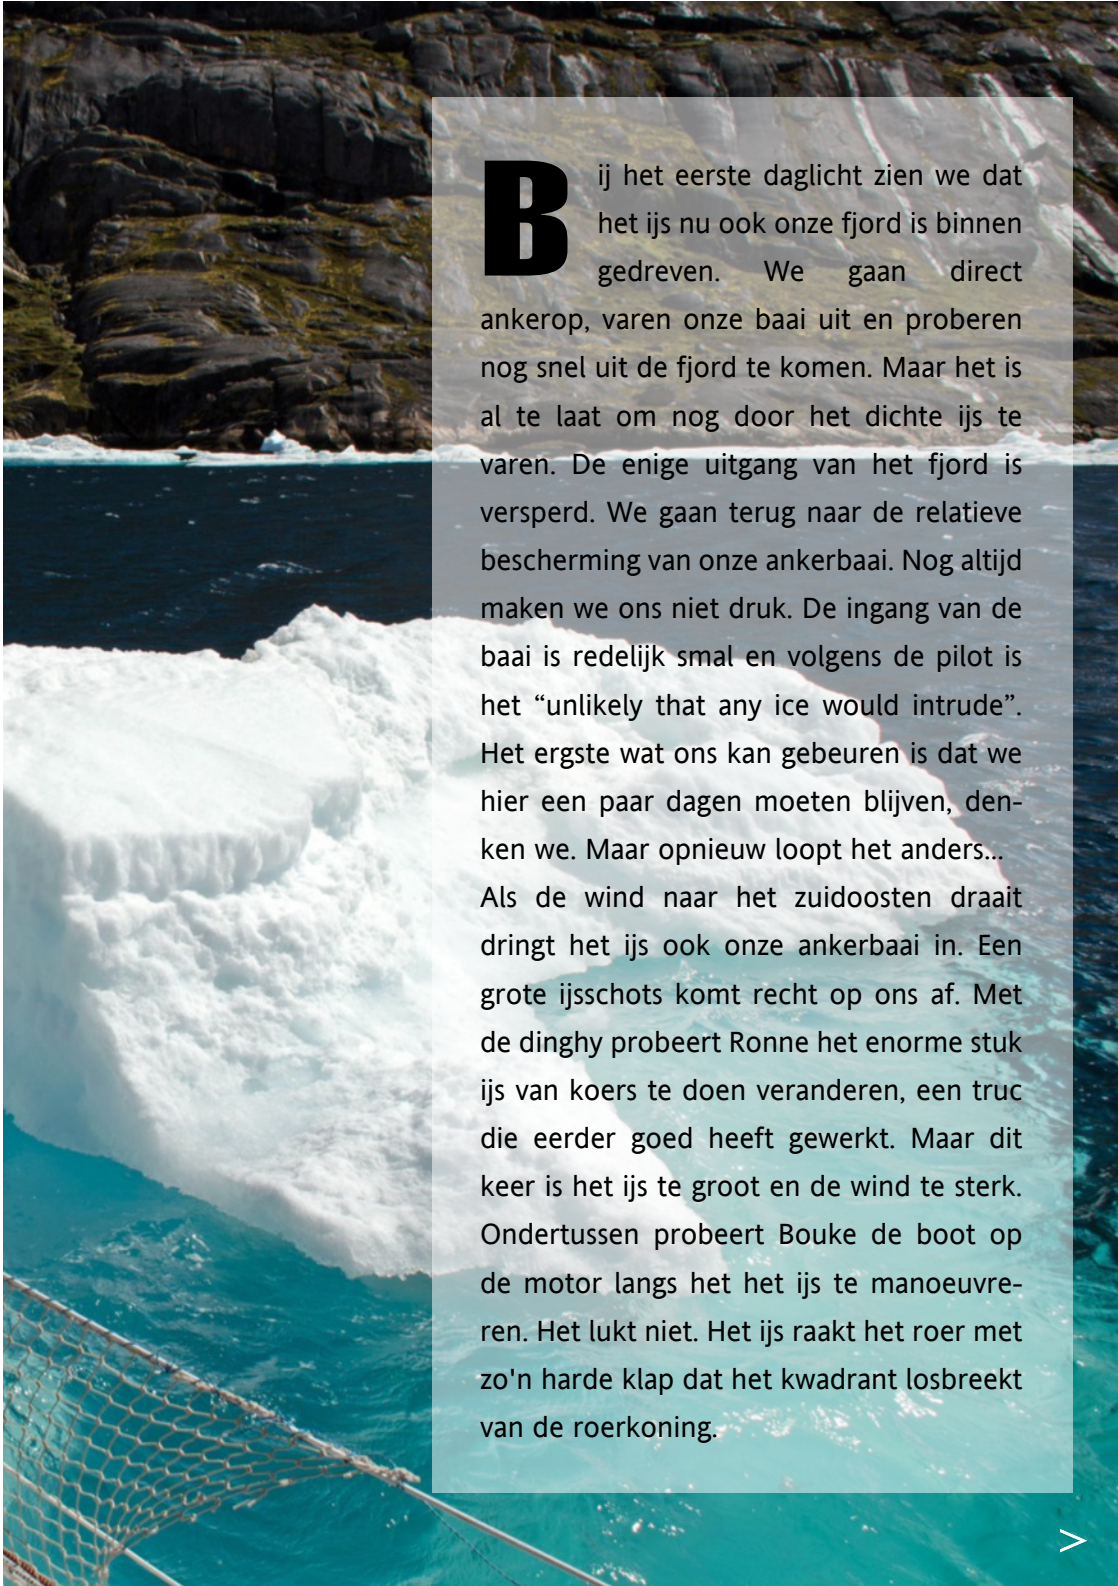 Bij het eerste daglicht zien we dat
het ijs nu ook onze fjord is binnen
gedreven. We gaan direct
ankerop, varen onze baai uit en proberen
nog snel uit de fjord te komen. Maar het is
al te laat om nog door het dichte ijs te
varen. De enige uitgang van het fjord is
versperd. We gaan terug naar de relatieve
bescherming van onze ankerbaai. Nog altijd
maken we ons niet druk. De ingang van de
baai is redelijk smal en volgens de pilot is
het “unlikely that any ice would intrude”.
Het ergste wat ons kan gebeuren is dat we
hier een paar dagen moeten blijven, den-
ken we. Maar opnieuw loopt het anders...
Als de wind naar het zuidoosten draait
dringt het ijs ook onze ankerbaai in. Een
grote ijsschots komt recht op ons af. Met
de dinghy probeert Ronne het enorme stuk
ijs van koers te doen veranderen, een truc
die eerder goed heeft gewerkt. Maar dit
keer is het ijs te groot en de wind te sterk.
Ondertussen probeert Bouke de boot op
de motor langs het het ijs te manoeuvre-
ren. Het lukt niet. Het ijs raakt het roer met
zo'n harde klap dat het kwadrant losbreekt
van de roerkoning.
>